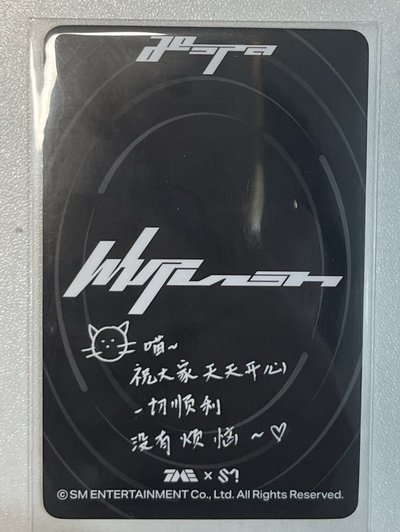 aespa
Whiplash
喵~
祝大家天天开心
一切顺利
没有烦恼~♡
TME × SM
© SM ENTERTAINMENT Co., Ltd. All Rights Reserved.